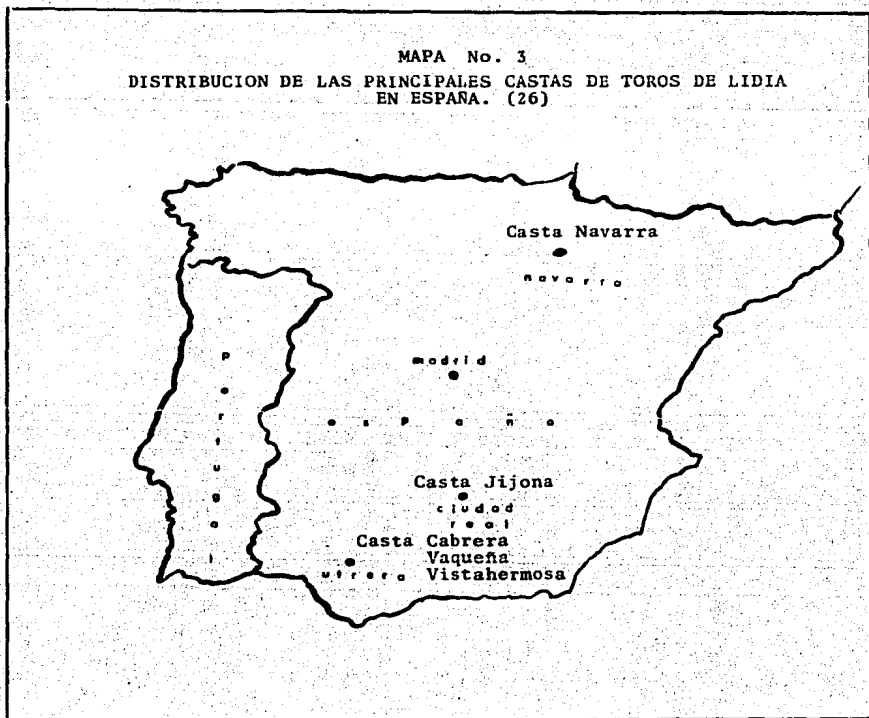 MAPA No. 3
DISTRIBUCION DE LAS PRINCIPALES CASTAS DE TOROS DE LIDIA
EN ESPAÑA. (26)
Casta Navarra
navarra
madrid
españa
Portugal
Casta Jijona
ciudad
real
Casta Cabrera
Vaqueña
utrera Vistahermosa